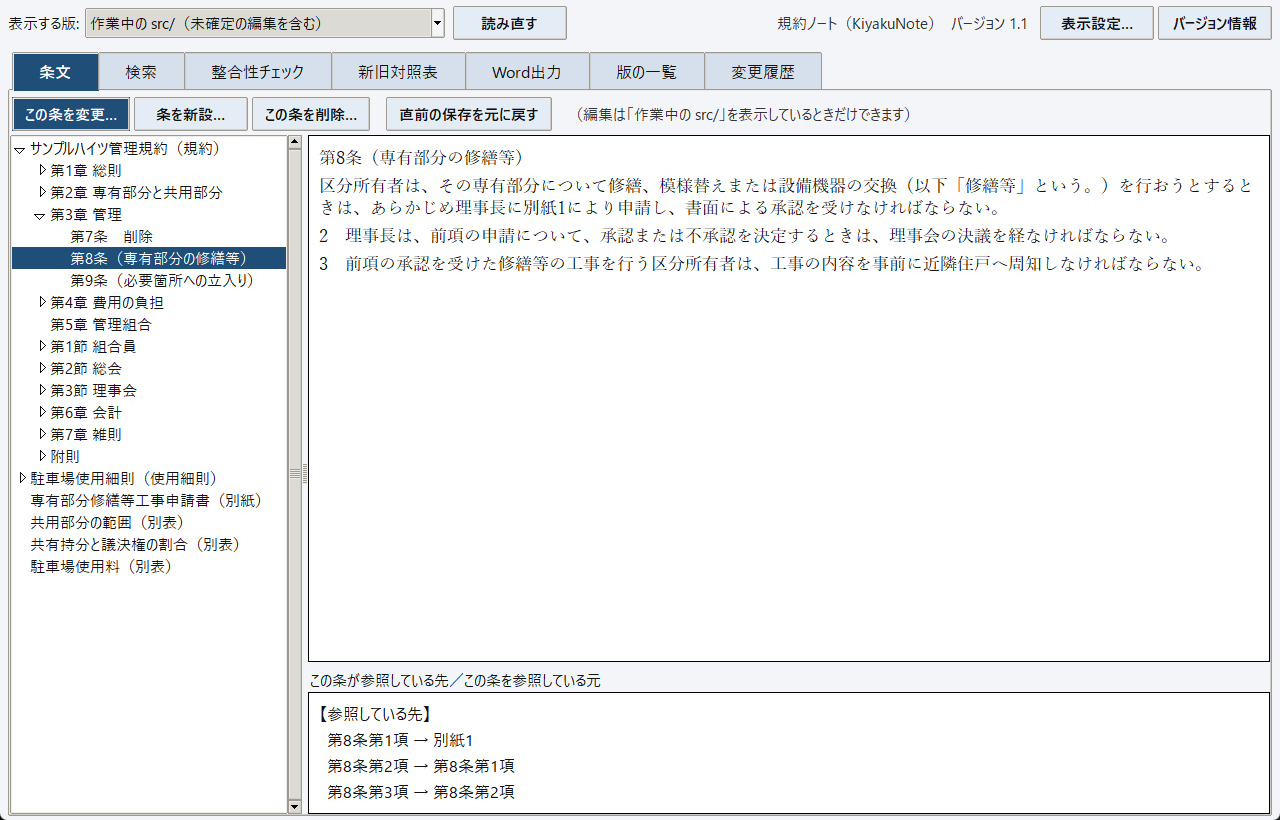 表示する版: 作業中の src/（未確定の編集を含む） 読み直す 規約ノート（KiyakuNote） バージョン 1.1 表示設定... バージョン情報
条文 検索 整合性チェック 新旧対照表 Word出力 版の一覧 変更履歴
この条を変更... 条を新設... この条を削除... 直前の保存を元に戻す （編集は「作業中の src/」を表示しているときだけできます）
サンプルハイツ管理規約（規約）
第1章 総則
第2章 専有部分と共用部分
第3章 管理
第7条　削除
第8条（専有部分の修繕等）
第9条（必要箇所への立入り）
第4章 費用の負担
第5章 管理組合
第1節 組合員
第2節 総会
第3節 理事会
第6章 会計
第7章 雑則
附則
駐車場使用細則（使用細則）
専有部分修繕等工事申請書（別紙）
共用部分の範囲（別表）
共有持分と議決権の割合（別表）
駐車場使用料（別表）
第8条（専有部分の修繕等）
区分所有者は、その専有部分について修繕、模様替えまたは設備機器の交換（以下「修繕等」という。）を行おうとすると
きは、あらかじめ理事長に別紙1により申請し、書面による承認を受けなければならない。
2　理事長は、前項の申請について、承認または不承認を決定するときは、理事会の決議を経なければならない。
3　前項の承認を受けた修繕等の工事を行う区分所有者は、工事の内容を事前に近隣住戸へ周知しなければならない。
この条が参照している先／この条を参照している元
【参照している先】
第8条第1項 → 別紙1
第8条第2項 → 第8条第1項
第8条第3項 → 第8条第2項